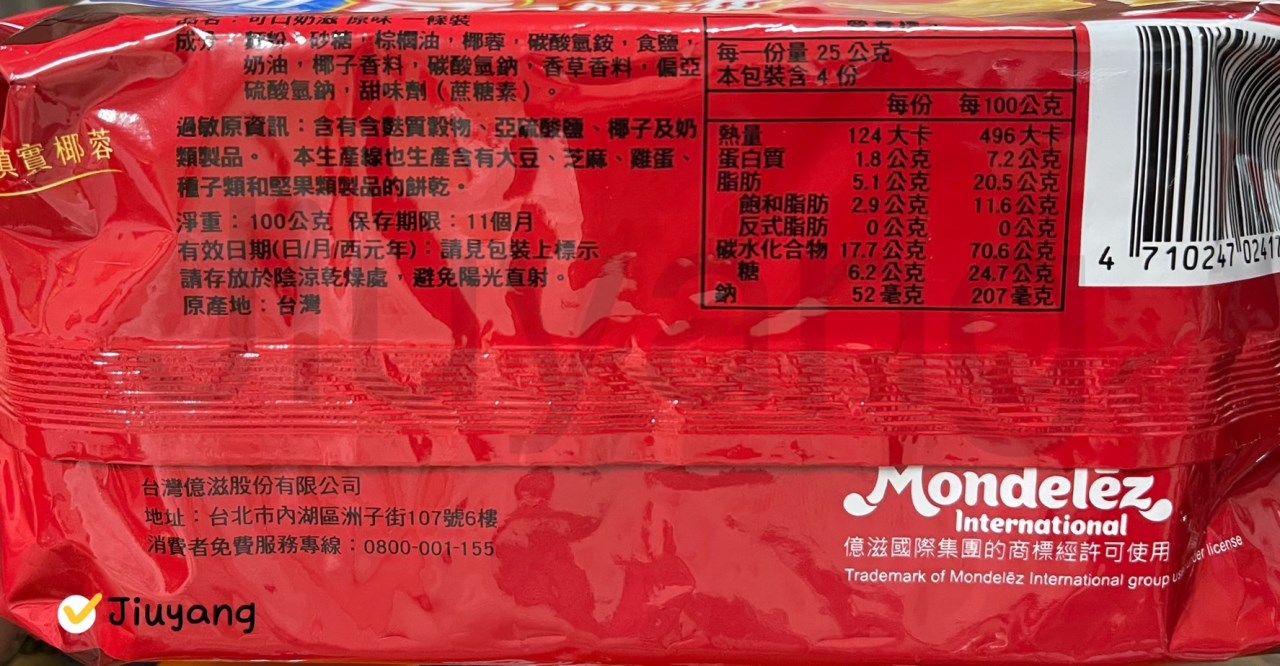 品名：可口奶滋 原味 一條裝
成分：麵粉、砂糖，棕櫚油，椰蓉，碳酸氫銨，食鹽，
奶油，椰子香料，碳酸氫鈉，香草香料，偏亞
硫酸氫鈉，甜味劑（蔗糖素）。
過敏原資訊：含有含麩質穀物、亞硫酸鹽、椰子及奶
類製品。 本生產線也生產含有大豆、芝麻、雞蛋、
種子類和堅果類製品的餅乾。
淨重：100公克 保存期限：11個月
有效日期(日/月/西元年)：請見包裝上標示
請存放於陰涼乾燥處，避免陽光直射。
原產地：台灣
真實椰蓉
每一份量 25 公克
本包裝含 4 份
每份 每100公克
熱量 124 大卡 496 大卡
蛋白質 1.8 公克 7.2 公克
脂肪 5.1 公克 20.5 公克
飽和脂肪 2.9 公克 11.6 公克
反式脂肪 0 公克 0 公克
碳水化合物 17.7 公克 70.6 公克
糖 6.2 公克 24.7 公克
鈉 52 毫克 207 毫克
4 710247 02417
台灣億滋股份有限公司
地址：台北市內湖區洲子街107號6樓
消費者免費服務專線：0800-001-155
Mondelēz
International
億滋國際集團的商標經許可使用
Trademark of Mondelēz International group license
Jiuyang
Jiuyang